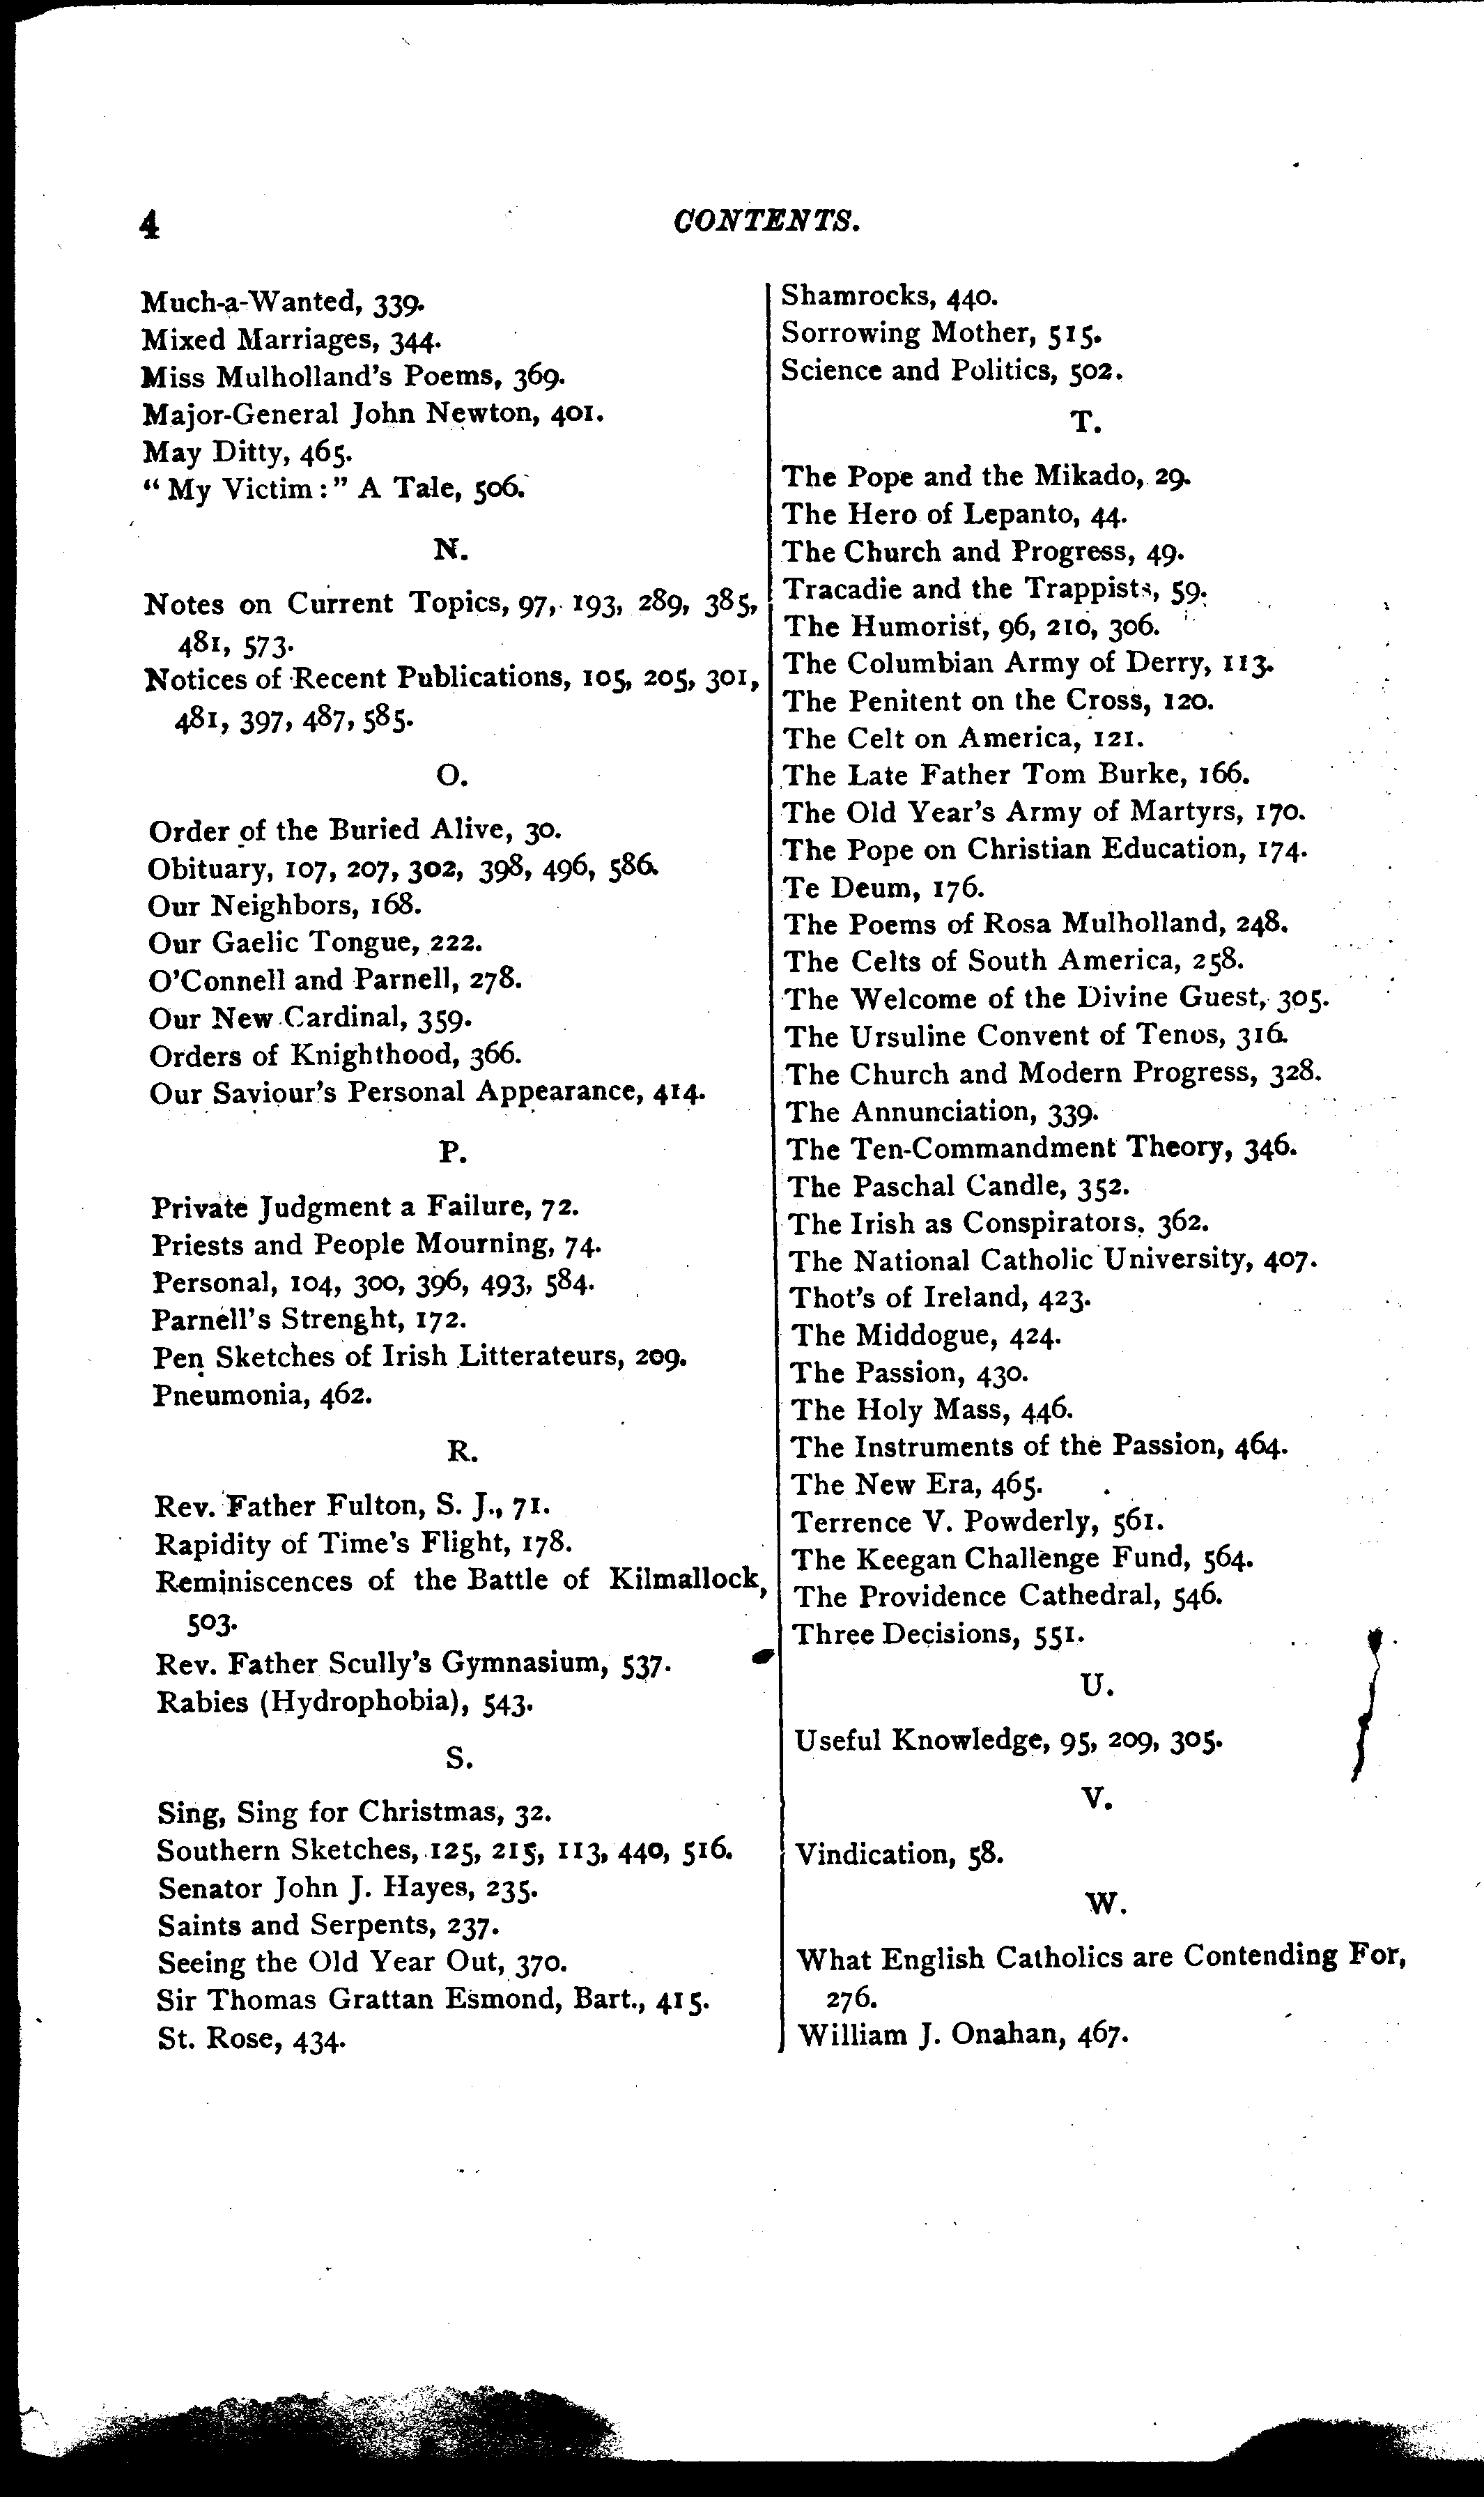 4
CONTENTS.
Much-a-Wanted, 339.
Mixed Marriages, 344.
Miss Mulholland's Poems, 369.
Major-General John Newton, 401.
May Ditty, 465.
“ My Victim :” A Tale, 506.
N.
Notes on Current Topics, 97, 193, 289, 385,
481, 573.
Notices of Recent Publications, 105, 205, 301,
481, 397, 487, 585.
O.
Order of the Buried Alive, 30.
Obituary, 107, 207, 302, 398, 496, 586.
Our Neighbors, 168.
Our Gaelic Tongue, 222.
O'Connell and Parnell, 278.
Our New Cardinal, 359.
Orders of Knighthood, 366.
Our Saviour's Personal Appearance, 414.
P.
Private Judgment a Failure, 72.
Priests and People Mourning, 74.
Personal, 104, 300, 396, 493, 584.
Parnell's Strenght, 172.
Pen Sketches of Irish Litterateurs, 209.
Pneumonia, 462.
R.
Rev. Father Fulton, S. J., 71.
Rapidity of Time's Flight, 178.
Reminiscences of the Battle of Kilmallock,
503.
Rev. Father Scully's Gymnasium, 537.
Rabies (Hydrophobia), 543.
S.
Sing, Sing for Christmas, 32.
Southern Sketches, 125, 215, 113, 440, 516.
Senator John J. Hayes, 235.
Saints and Serpents, 237.
Seeing the Old Year Out, 370.
Sir Thomas Grattan Esmond, Bart., 415.
St. Rose, 434.
Shamrocks, 440.
Sorrowing Mother, 515.
Science and Politics, 502.
T.
The Pope and the Mikado, 29.
The Hero of Lepanto, 44.
The Church and Progress, 49.
Tracadie and the Trappists, 59.
The Humorist, 96, 210, 306.
The Columbian Army of Derry, 113.
The Penitent on the Cross, 120.
The Celt on America, 121.
The Late Father Tom Burke, 166.
The Old Year's Army of Martyrs, 170.
The Pope on Christian Education, 174.
Te Deum, 176.
The Poems of Rosa Mulholland, 248.
The Celts of South America, 258.
The Welcome of the Divine Guest, 305.
The Ursuline Convent of Tenos, 316.
The Church and Modern Progress, 328.
The Annunciation, 339.
The Ten-Commandment Theory, 346.
The Paschal Candle, 352.
The Irish as Conspirators, 362.
The National Catholic University, 407.
Thot's of Ireland, 423.
The Middogue, 424.
The Passion, 430.
The Holy Mass, 446.
The Instruments of the Passion, 464.
The New Era, 465.
Terrence V. Powderly, 561.
The Keegan Challenge Fund, 564.
The Providence Cathedral, 546.
Three Decisions, 551.
U.
Useful Knowledge, 95, 209, 305.
V.
Vindication, 58.
W.
What English Catholics are Contending For,
276.
William J. Onahan, 467.